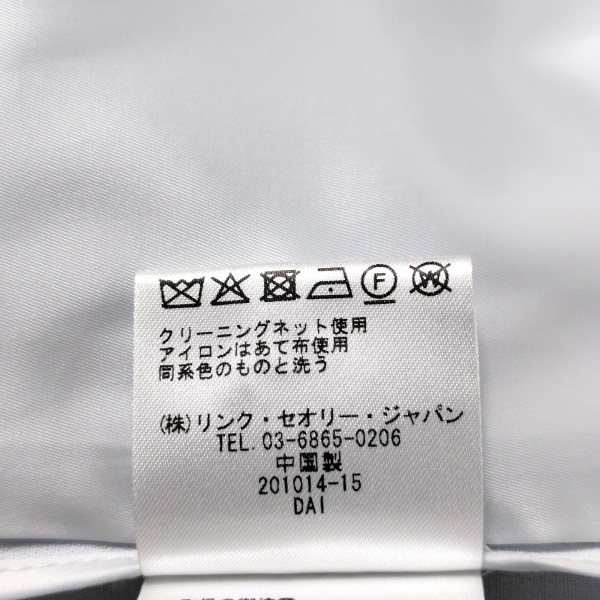 F W
クリーニングネット使用
アイロンはあて布使用
同系色のものと洗う
(株)リンク・セオリー・ジャパン
TEL. 03-6865-0206
中国製
201014-15
DAI